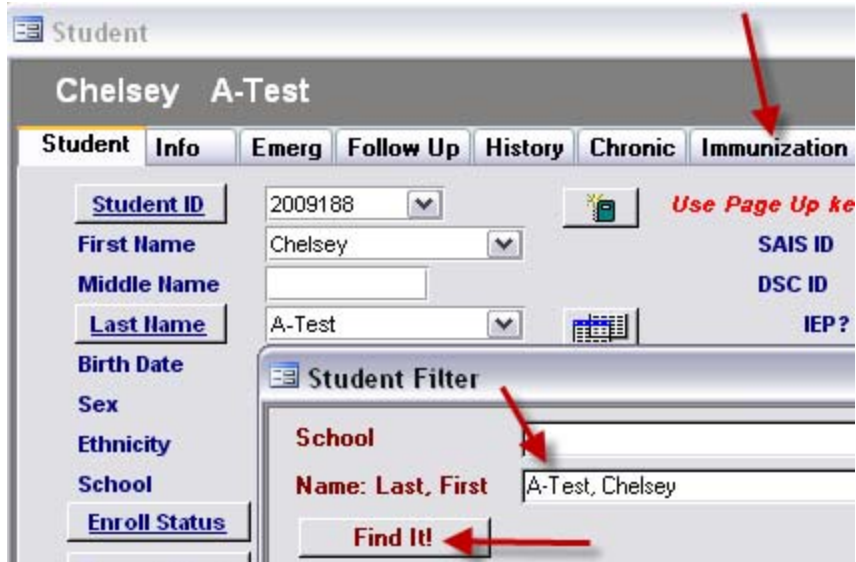 Student
Chelsey A-Test
Student Info Emerg Follow Up History Chronic Immunization
Student ID 2009188 Use Page Up ke
First Name Chelsey SAIS ID
Middle Name DSC ID
Last Name A-Test IEP?
Birth Date
Sex
Ethnicity
School
Enroll Status
Student Filter
School
Name: Last, First A-Test, Chelsey
Find It!